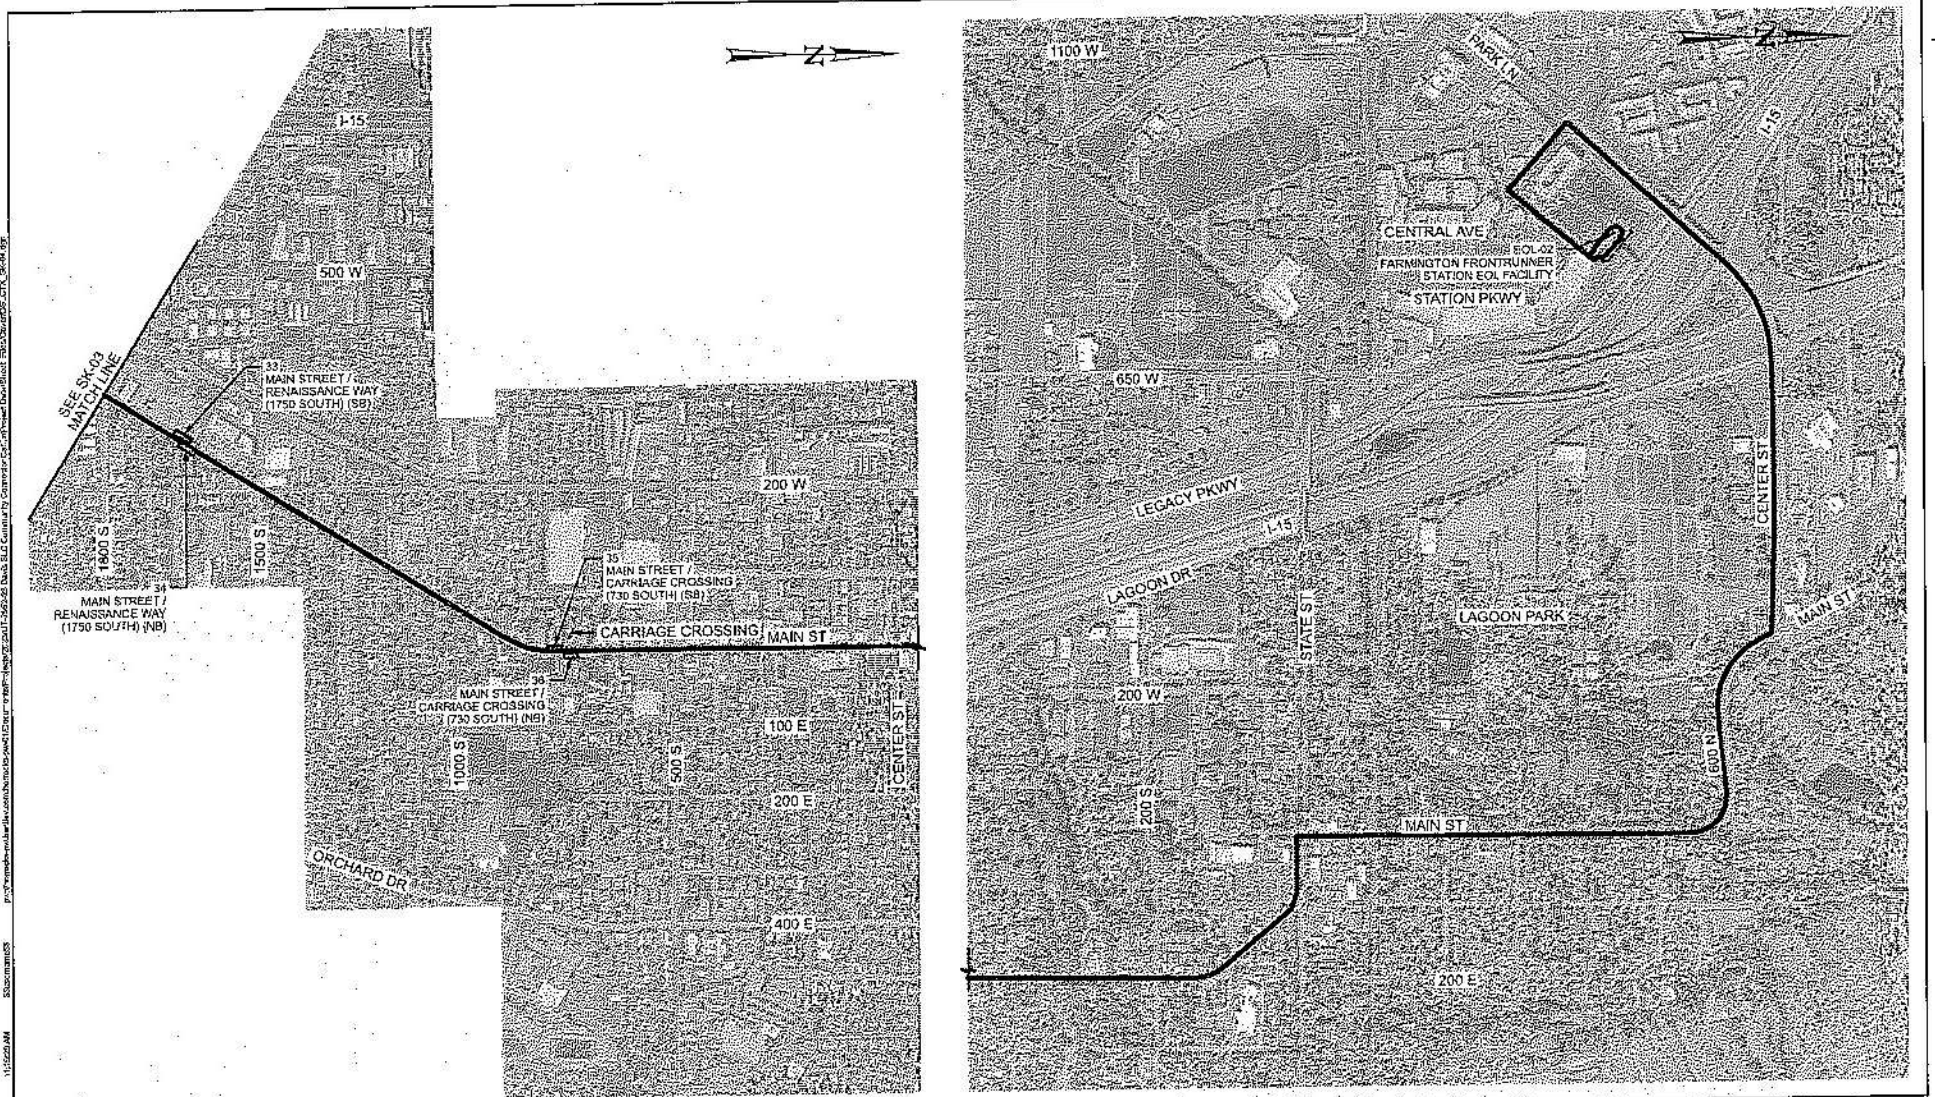 I-15
500 W
SEE SK-03
MATCH LINE
33
MAIN STREET /
RENAISSANCE WAY
(1750 SOUTH) (SB)
200 W
1800 S
1500 S
34
MAIN STREET /
RENAISSANCE WAY
(1750 SOUTH) (NB)
35
MAIN STREET /
CARRIAGE CROSSING
(730 SOUTH) (SB)
CARRIAGE CROSSING
MAIN ST
36
MAIN STREET /
CARRIAGE CROSSING
(730 SOUTH) (NB)
1000 S
500 S
100 E
CENTER ST
200 E
ORCHARD DR
400 E
N
1100 W
PARK LN
N
I-15
CENTRAL AVE
EOL-02
FARMINGTON FRONTRUNNER
STATION EOL FACILITY
STATION PKWY
650 W
LEGACY PKWY
I-15
LAGOON DR
STATE ST
CENTER ST
LAGOON PARK
MAIN ST
200 W
600 N
200 S
MAIN ST
200 E